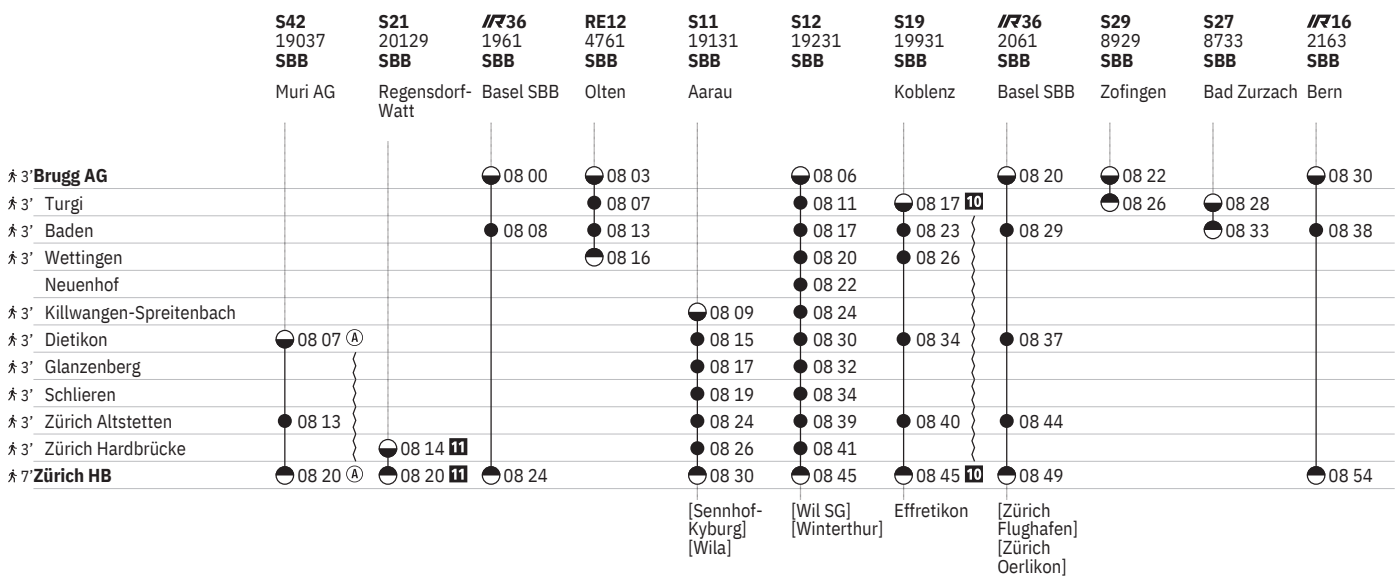 S42 S21 IR36 RE12 S11 S12 S19 IR36 S29 S27 IR16
19037 20129 1961 4761 19131 19231 19931 2061 8929 8733 2163
SBB SBB SBB SBB SBB SBB SBB SBB SBB SBB SBB
Muri AG Regensdorf- Basel SBB Olten Aarau Koblenz Basel SBB Zofingen Bad Zurzach Bern
Watt
3’ Brugg AG 08 00 08 03 08 06 08 20 08 22 08 30
3’ Turgi 08 07 08 11 08 17 10 08 26 08 28
3’ Baden 08 08 08 13 08 17 08 23 08 29 08 33 08 38
3’ Wettingen 08 16 08 20 08 26
Neuenhof 08 22
3’ Killwangen-Spreitenbach 08 09 08 24
3’ Dietikon 08 07 A 08 15 08 30 08 34 08 37
3’ Glanzenberg 08 17 08 32
3’ Schlieren 08 19 08 34
3’ Zürich Altstetten 08 13 08 24 08 39 08 40 08 44
3’ Zürich Hardbrücke 08 14 11 08 26 08 41
7’ Zürich HB 08 20 A 08 20 11 08 24 08 30 08 45 08 45 10 08 49 08 54
[Sennhof- [Wil SG] Effretikon [Zürich
Kyburg] [Winterthur] Flughafen]
[Wila] [Zürich
Oerlikon]